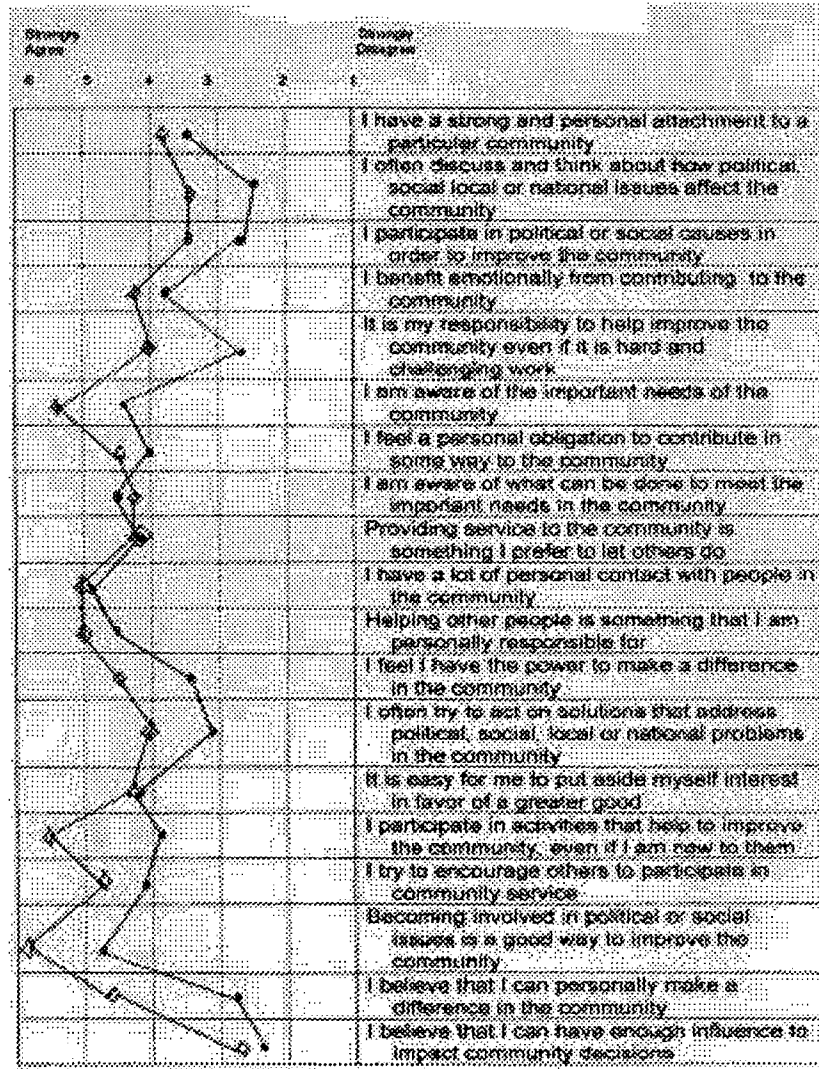 Strongly
Agree
Strongly
Disagree
6 5 4 3 2 1
I have a strong and personal attachment to a
particular community
I often discuss and think about how political,
social local or national issues affect the
community
I participate in political or social causes in
order to improve the community
I benefit emotionally from contributing to the
community
It is my responsibility to help improve the
community even if it is hard and
challenging work
I am aware of the important needs of the
community
I feel a personal obligation to contribute in
some way to the community
I am aware of what can be done to meet the
important needs in the community
Providing service to the community is
something I prefer to let others do
I have a lot of personal contact with people in
the community
Helping other people is something that I am
personally responsible for
I feel I have the power to make a difference
in the community
I often try to act on solutions that address
political, social, local or national problems
in the community
It is easy for me to put aside myself interest
in favor of a greater good
I participate in activities that help to improve
the community, even if I am new to them
I try to encourage others to participate in
community service
Becoming involved in political or social
issues is a good way to improve the
community
I believe that I can personally make a
difference in the community
I believe that I can have enough influence to
impact community decisions